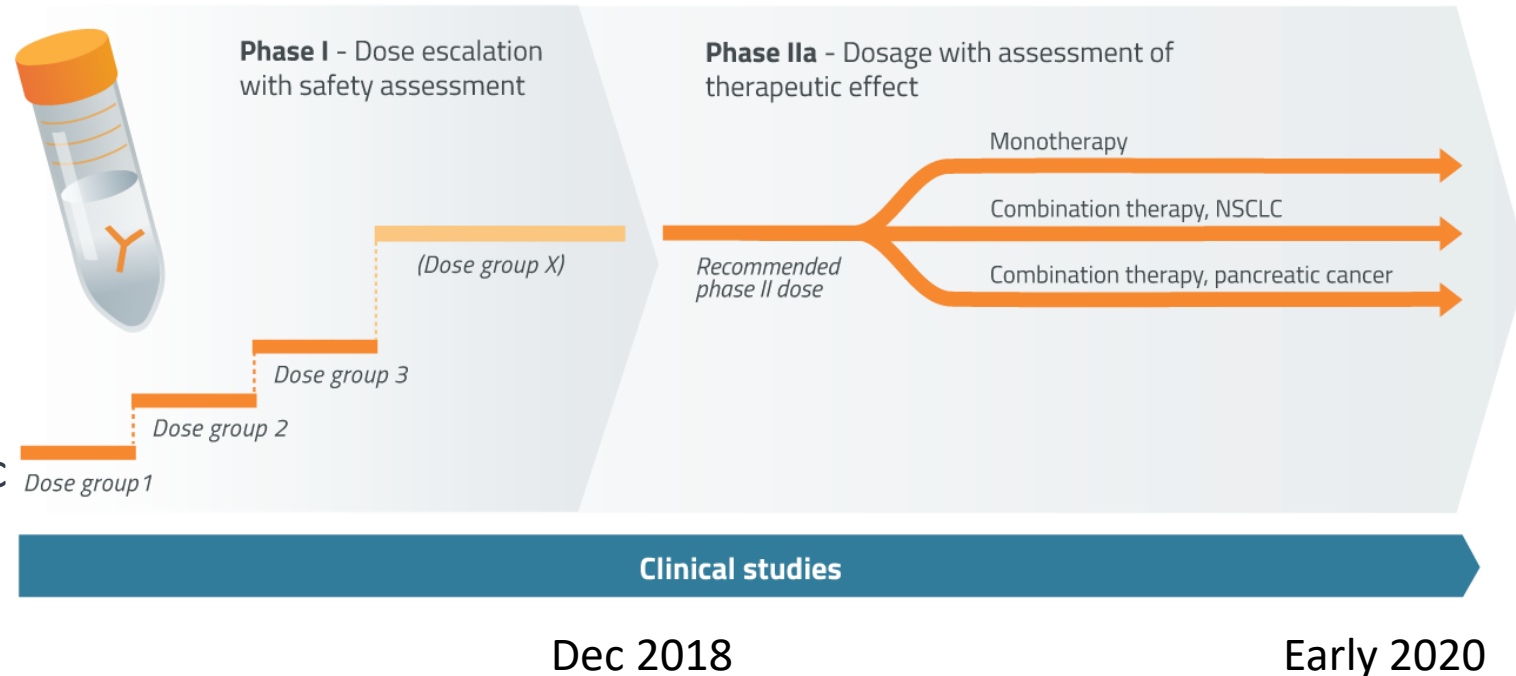 Phase I - Dose escalation
with safety assessment
Phase IIa - Dosage with assessment of
therapeutic effect
Monotherapy
Combination therapy, NSCLC
Combination therapy, pancreatic cancer
(Dose group X)
Recommended
phase II dose
Dose group 3
Dose group 2
c
Dose group 1
Clinical studies
Dec 2018
Early 2020